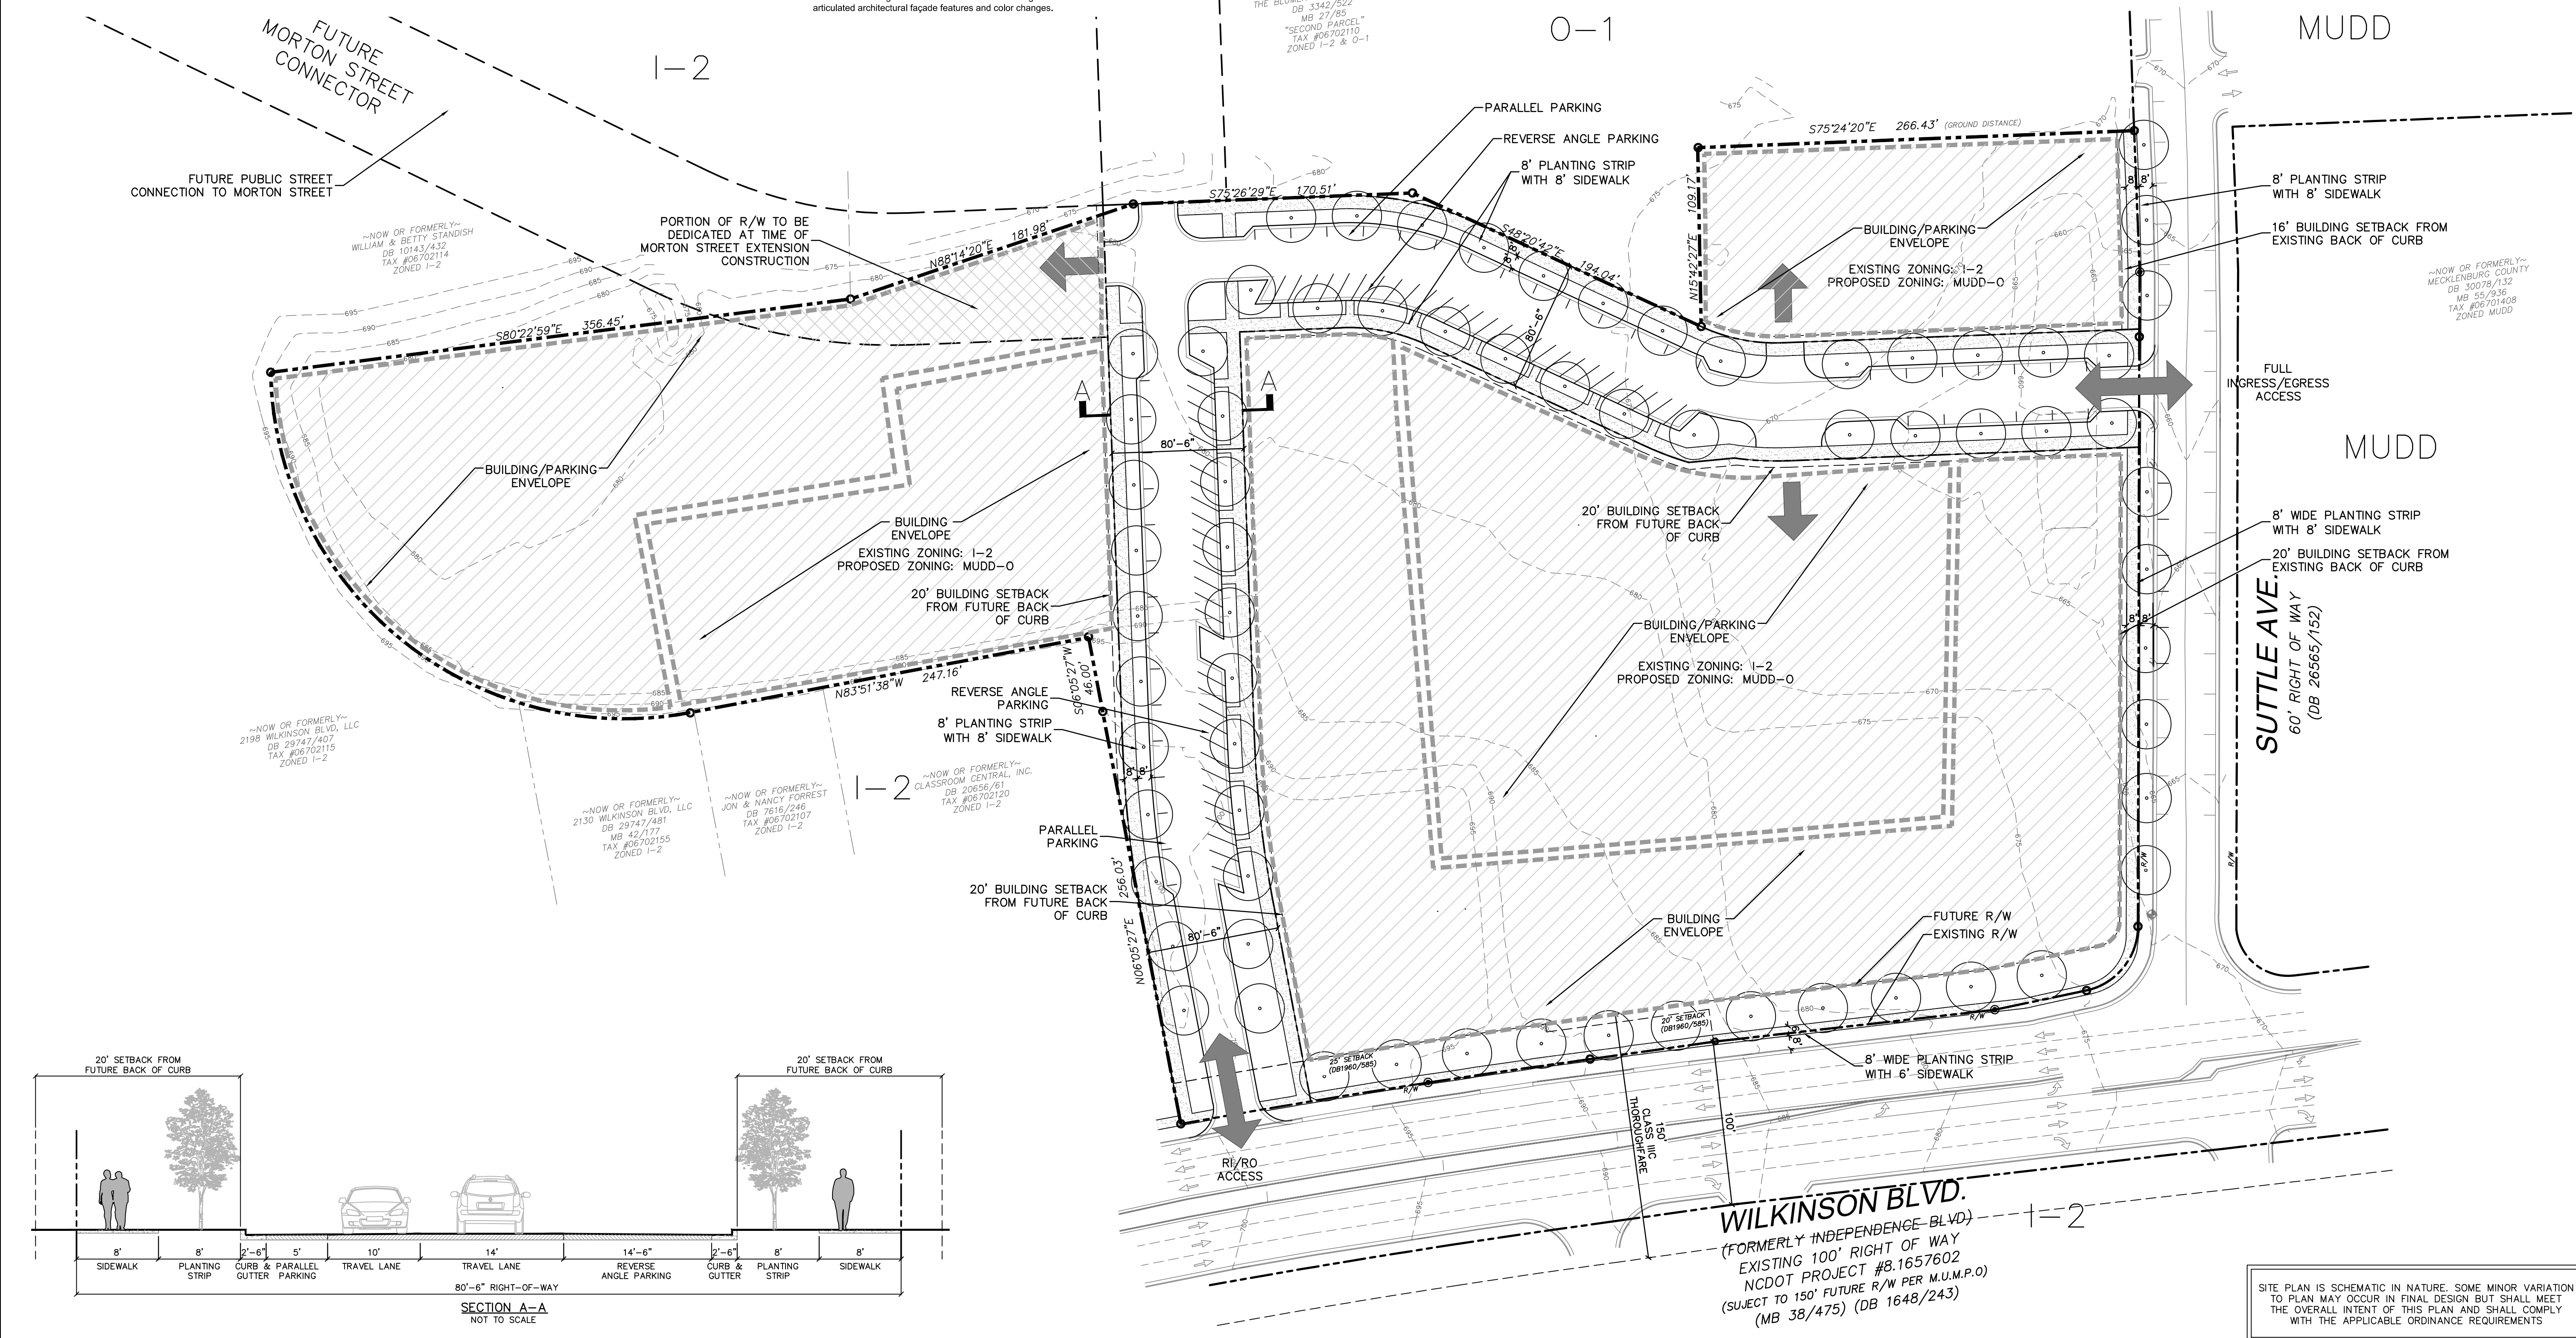 articulated architectural façade features and color changes.
DB 3342/522
MB 27/85
"SECOND PARCEL"
TAX #06702110
ZONED I-2 & O-1
FUTURE
MORTON STREET
CONNECTOR
I-2
O-1
MUDD
FUTURE PUBLIC STREET
CONNECTION TO MORTON STREET
~NOW OR FORMERLY~
WILLIAM & BETTY STANDISH
DB 10143/432
TAX #06702114
ZONED I-2
PORTION OF R/W TO BE
DEDICATED AT TIME OF
MORTON STREET EXTENSION
CONSTRUCTION
PARALLEL PARKING
REVERSE ANGLE PARKING
8' PLANTING STRIP
WITH 8' SIDEWALK
S75°24'20"E 266.43' (GROUND DISTANCE)
S75°26'29"E 170.51'
N88°14'20"E 181.98'
S80°22'59"E 356.45'
S48°20'42"E 194.04'
N15°42'27"E 109.17'
80'-6"
BUILDING/PARKING
ENVELOPE
EXISTING ZONING: I-2
PROPOSED ZONING: MUDD-O
8' 8'
8' PLANTING STRIP
WITH 8' SIDEWALK
16' BUILDING SETBACK FROM
EXISTING BACK OF CURB
~NOW OR FORMERLY~
MECKLENBURG COUNTY
DB 30078/132
MB 55/936
TAX #06701408
ZONED MUDD
FULL
INGRESS/EGRESS
ACCESS
MUDD
A A
80'-6"
BUILDING/PARKING
ENVELOPE
BUILDING
ENVELOPE
EXISTING ZONING: I-2
PROPOSED ZONING: MUDD-O
20' BUILDING SETBACK
FROM FUTURE BACK
OF CURB
20' BUILDING SETBACK
FROM FUTURE BACK
OF CURB
8' WIDE PLANTING STRIP
WITH 8' SIDEWALK
20' BUILDING SETBACK FROM
EXISTING BACK OF CURB
SUTTLE AVE.
60' RIGHT OF WAY
(DB 26565/152)
8' 8'
BUILDING/PARKING
ENVELOPE
EXISTING ZONING: I-2
PROPOSED ZONING: MUDD-O
N83°51'38"W 247.16'
S06°05'27"W
46.00'
REVERSE ANGLE
PARKING
8' PLANTING STRIP
WITH 8' SIDEWALK
8' 8'
~NOW OR FORMERLY~
2198 WILKINSON BLVD, LLC
DB 29747/407
TAX #06702115
ZONED I-2
~NOW OR FORMERLY~
2130 WILKINSON BLVD, LLC
DB 29747/481
MB 42/177
TAX #06702155
ZONED I-2
~NOW OR FORMERLY~
JON & NANCY FORREST
DB 7616/246
TAX #06702107
ZONED I-2
I-2
~NOW OR FORMERLY~
CLASSROOM CENTRAL, INC.
DB 20656/61
TAX #06702120
ZONED I-2
PARALLEL
PARKING
20' BUILDING SETBACK
FROM FUTURE BACK
OF CURB
N06°05'27"E 256.03'
80'-6"
BUILDING
ENVELOPE
FUTURE R/W
EXISTING R/W
R/W
R/W
R/W
R/W
25' SETBACK
(DB1960/585)
20' SETBACK
(DB1960/585)
8' WIDE PLANTING STRIP
WITH 6' SIDEWALK
150'
CLASS IIIC
THOROUGHFARE
100'
RI/RO
ACCESS
WILKINSON BLVD.
(FORMERLY INDEPENDENCE BLVD)
EXISTING 100' RIGHT OF WAY
NCDOT PROJECT #8.1657602
(SUJECT TO 150' FUTURE R/W PER M.U.M.P.O)
(MB 38/475) (DB 1648/243)
I-2
20' SETBACK FROM
FUTURE BACK OF CURB
20' SETBACK FROM
FUTURE BACK OF CURB
8' 8' 2'-6" 5' 10' 14' 14'-6" 2'-6" 8' 8'
SIDEWALK
PLANTING
STRIP
CURB &
GUTTER
PARALLEL
PARKING
TRAVEL LANE
TRAVEL LANE
REVERSE
ANGLE PARKING
CURB &
GUTTER
PLANTING
STRIP
SIDEWALK
80'-6" RIGHT-OF-WAY
SECTION A-A
NOT TO SCALE
SITE PLAN IS SCHEMATIC IN NATURE. SOME MINOR VARIATION
TO PLAN MAY OCCUR IN FINAL DESIGN BUT SHALL MEET
THE OVERALL INTENT OF THIS PLAN AND SHALL COMPLY
WITH THE APPLICABLE ORDINANCE REQUIREMENTS